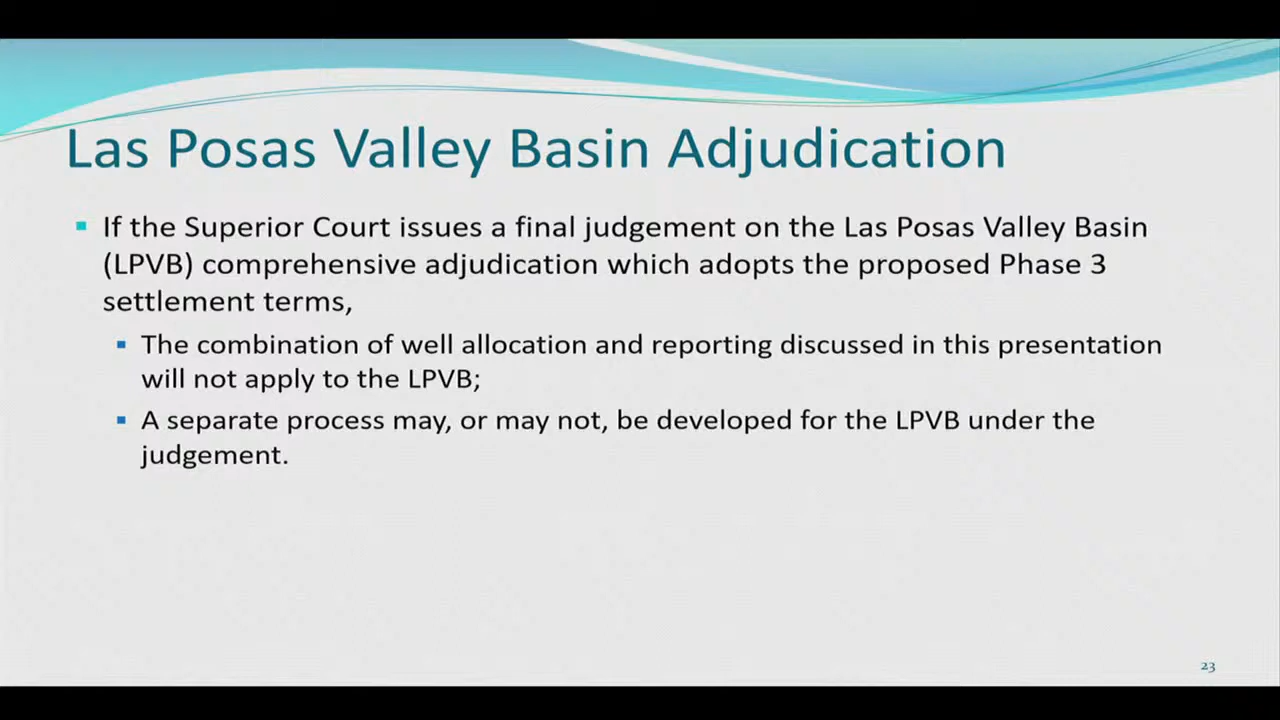 Las Posas Valley Basin Adjudication
If the Superior Court issues a final judgement on the Las Posas Valley Basin
(LPVB) comprehensive adjudication which adopts the proposed Phase 3
settlement terms,
The combination of well allocation and reporting discussed in this presentation
will not apply to the LPVB;
A separate process may, or may not, be developed for the LPVB under the
judgement.
23